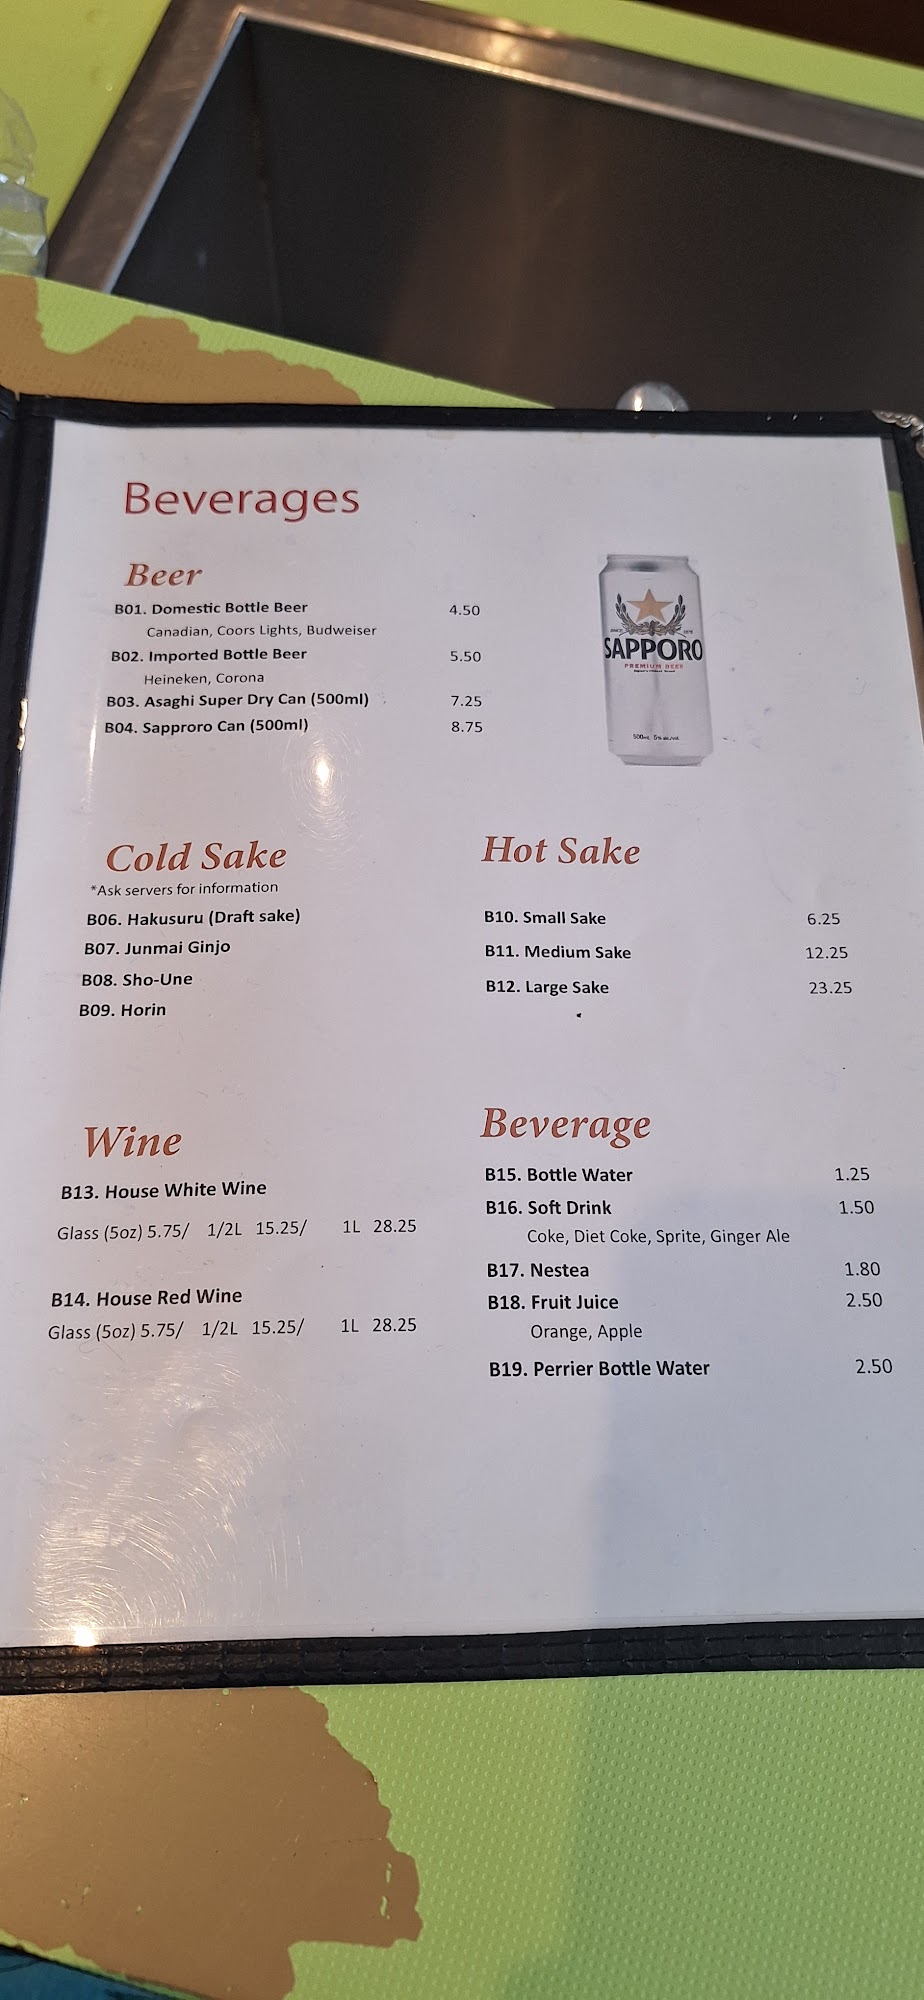 Beverages
Beer
B01. Domestic Bottle Beer 4.50
Canadian, Coors Lights, Budweiser
B02. Imported Bottle Beer 5.50
Heineken, Corona
B03. Asaghi Super Dry Can (500ml) 7.25
B04. Sapproro Can (500ml) 8.75
SAPPORO
PREMIUM BEER
Cold Sake
*Ask servers for information
B06. Hakusuru (Draft sake)
B07. Junmai Ginjo
B08. Sho-Une
B09. Horin
Hot Sake
B10. Small Sake 6.25
B11. Medium Sake 12.25
B12. Large Sake 23.25
Wine
B13. House White Wine
Glass (5oz) 5.75/ 1/2L 15.25/ 1L 28.25
B14. House Red Wine
Glass (5oz) 5.75/ 1/2L 15.25/ 1L 28.25
Beverage
B15. Bottle Water 1.25
B16. Soft Drink 1.50
Coke, Diet Coke, Sprite, Ginger Ale
B17. Nestea 1.80
B18. Fruit Juice 2.50
Orange, Apple
B19. Perrier Bottle Water 2.50